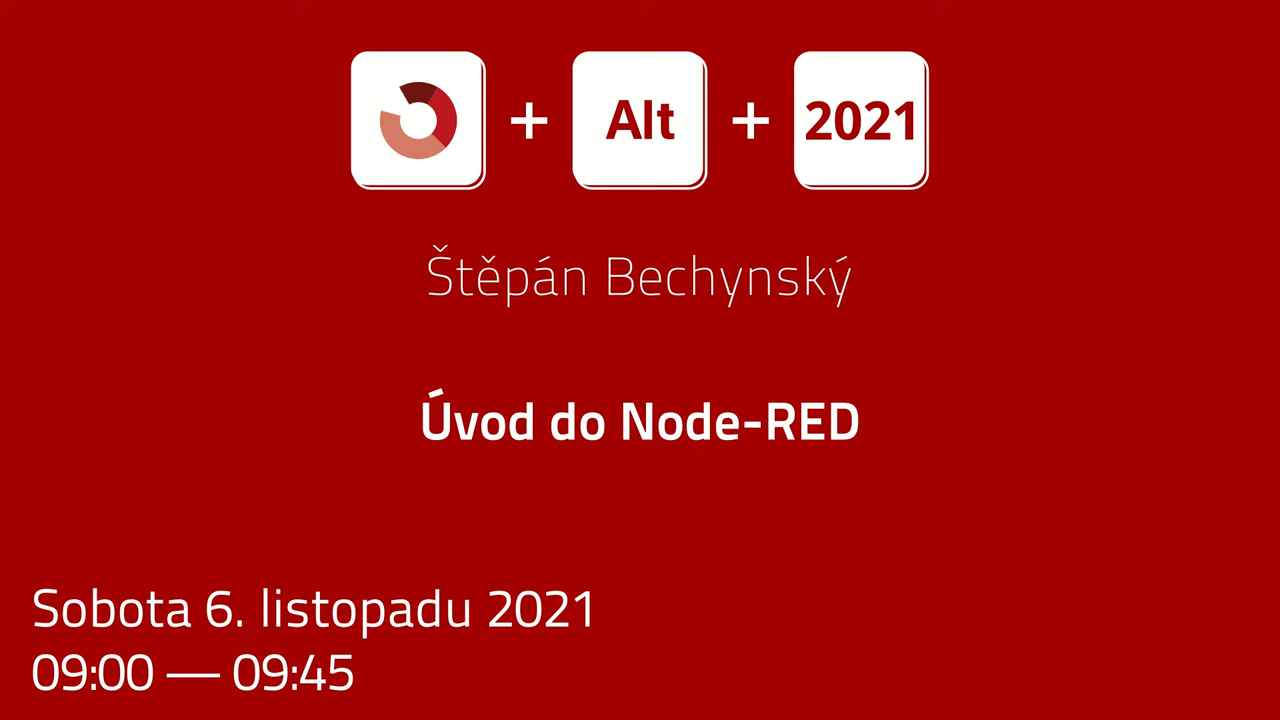 + Alt + 2021
Štěpán Bechynský
Úvod do Node-RED
Sobota 6. listopadu 2021
09:00 — 09:45